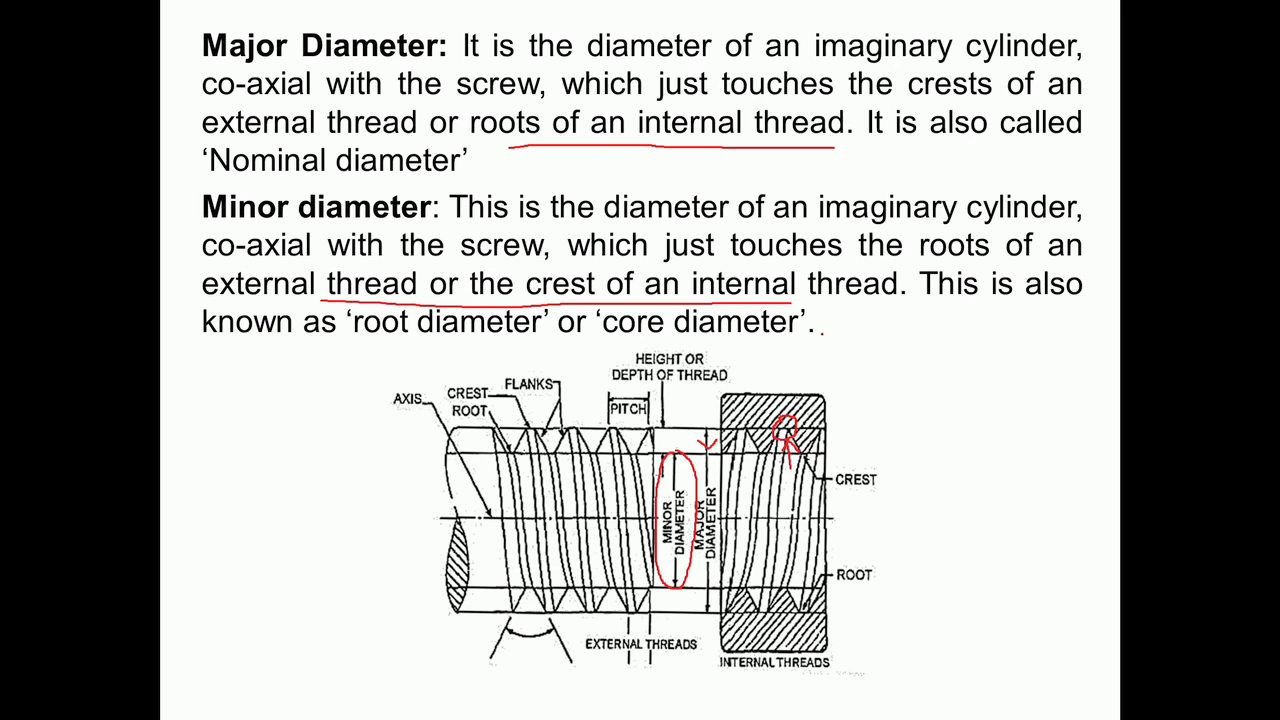 Major Diameter: It is the diameter of an imaginary cylinder,
co-axial with the screw, which just touches the crests of an
external thread or roots of an internal thread. It is also called
‘Nominal diameter’
Minor diameter: This is the diameter of an imaginary cylinder,
co-axial with the screw, which just touches the roots of an
external thread or the crest of an internal thread. This is also
known as ‘root diameter’ or ‘core diameter’.
HEIGHT OR
DEPTH OF THREAD
FLANKS
CREST
AXIS
ROOT
PITCH
CREST
MINOR
DIAMETER
MAJOR
DIAMETER
ROOT
EXTERNAL THREADS
INTERNAL THREADS